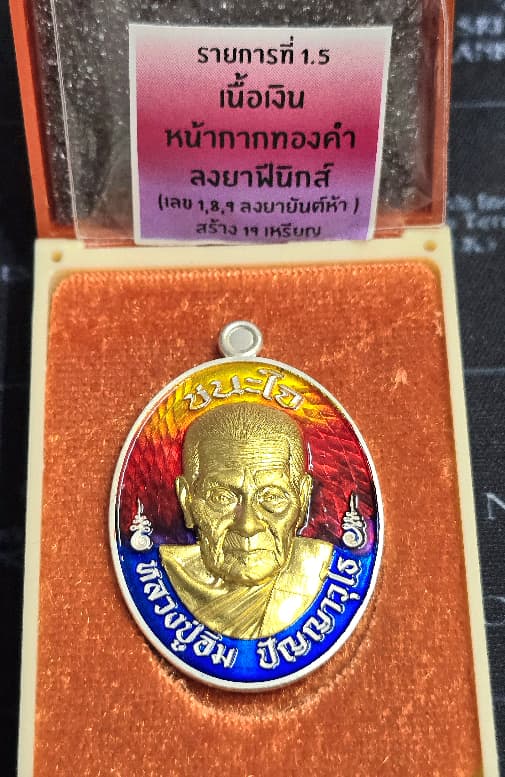 รายการที่ 1.5
เนื้อเงิน
หน้ากากทองคำ
ลงยาฟีนิกส์
(เลข 1,8,9 ลงยายันต์ห้า )
สร้าง 19 เหรียญ
ชนะใจ
หลวงปู่อิ่ม ปัญญาวุโธ